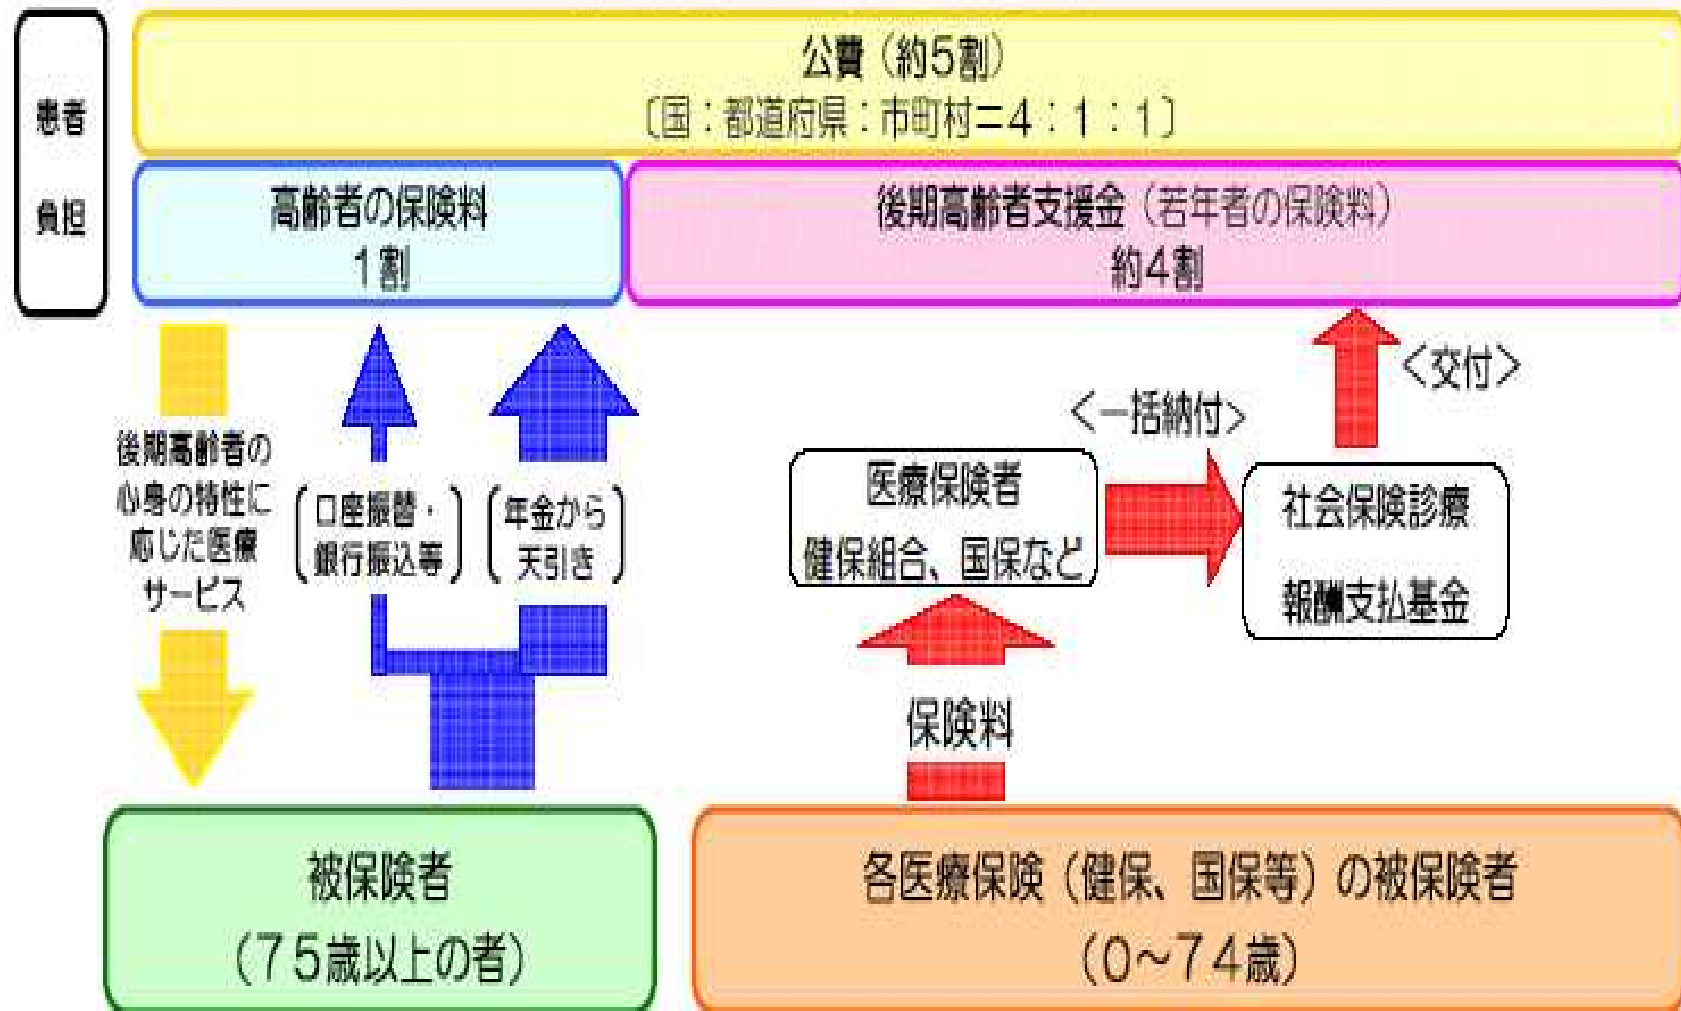 患者
負担
公費（約5割）
〔国：都道府県：市町村＝4：1：1〕
高齢者の保険料
1割
後期高齢者支援金（若年者の保険料）
約4割
後期高齢者の
心身の特性に
応じた医療
サービス
口座振替・
銀行振込等
年金から
天引き
医療保険者
健保組合、国保など
＜一括納付＞
社会保険診療
報酬支払基金
＜交付＞
保険料
被保険者
（75歳以上の者）
各医療保険（健保、国保等）の被保険者
（0～74歳）